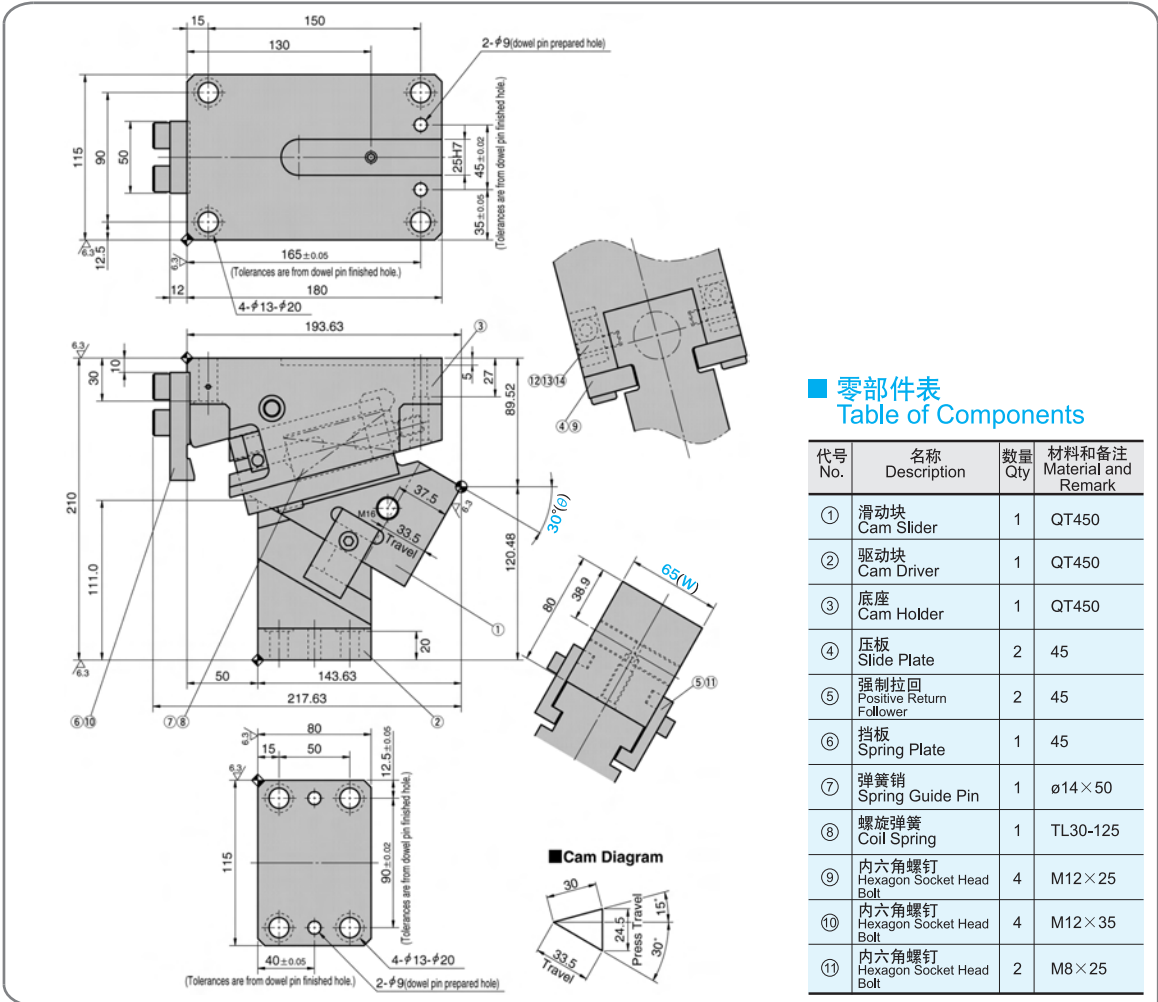 15
150
130
2-φ9(dowel pin prepared hole)
115
90
50
25H7
45±0.02
35±0.05
(Tolerances are from dowel pin finished hole.)
6.3
12.5
6.3
165±0.05
(Tolerances are from dowel pin finished hole.)
12
180
4-φ13-φ20
193.63
③
6.3
10
30
5
27
89.52
⑫⑬⑭
④⑨
210
111.0
M16
37.5
33.5
Travel
6.3
30°(θ)
120.48
①
20
6.3
50
143.63
217.63
⑥⑩
⑦⑧
②
65(W)
80
38.9
⑤⑪
80
6.3
15
50
12.5±0.05
6.3
115
90±0.02
(Tolerances are from dowel pin finished hole.)
40±0.05
4-φ13-φ20
(Tolerances are from dowel pin finished hole.)
2-φ9(dowel pin prepared hole)
■Cam Diagram
30
15°
24.5
Press Travel
30°
33.5
Travel
■ 零部件表
Table of Components
代号 名称 数量 材料和备注
No. Description Qty Material and
Remark
① 滑动块 1 QT450
Cam Slider
② 驱动块 1 QT450
Cam Driver
③ 底座 1 QT450
Cam Holder
④ 压板 2 45
Slide Plate
⑤ 强制拉回 2 45
Positive Return
Follower
⑥ 挡板 1 45
Spring Plate
⑦ 弹簧销 1 ø14×50
Spring Guide Pin
⑧ 螺旋弹簧 1 TL30-125
Coil Spring
⑨ 内六角螺钉 4 M12×25
Hexagon Socket Head
Bolt
⑩ 内六角螺钉 4 M12×35
Hexagon Socket Head
Bolt
⑪ 内六角螺钉 2 M8×25
Hexagon Socket Head
Bolt